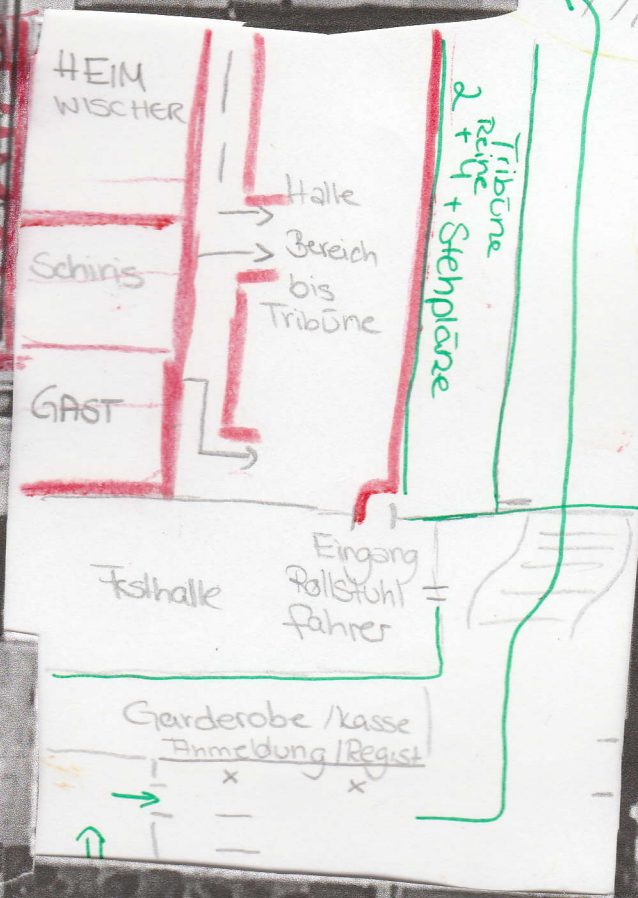 HEIM
WISCHER
Schiris
GAST
Halle
Bereich
bis
Tribüne
Tribüne
2 Reihe
+ 4 + Stehplätze
Eingang
Rollstuhl
fahrer
Garderobe/Kasse
Anmeldung/Regist